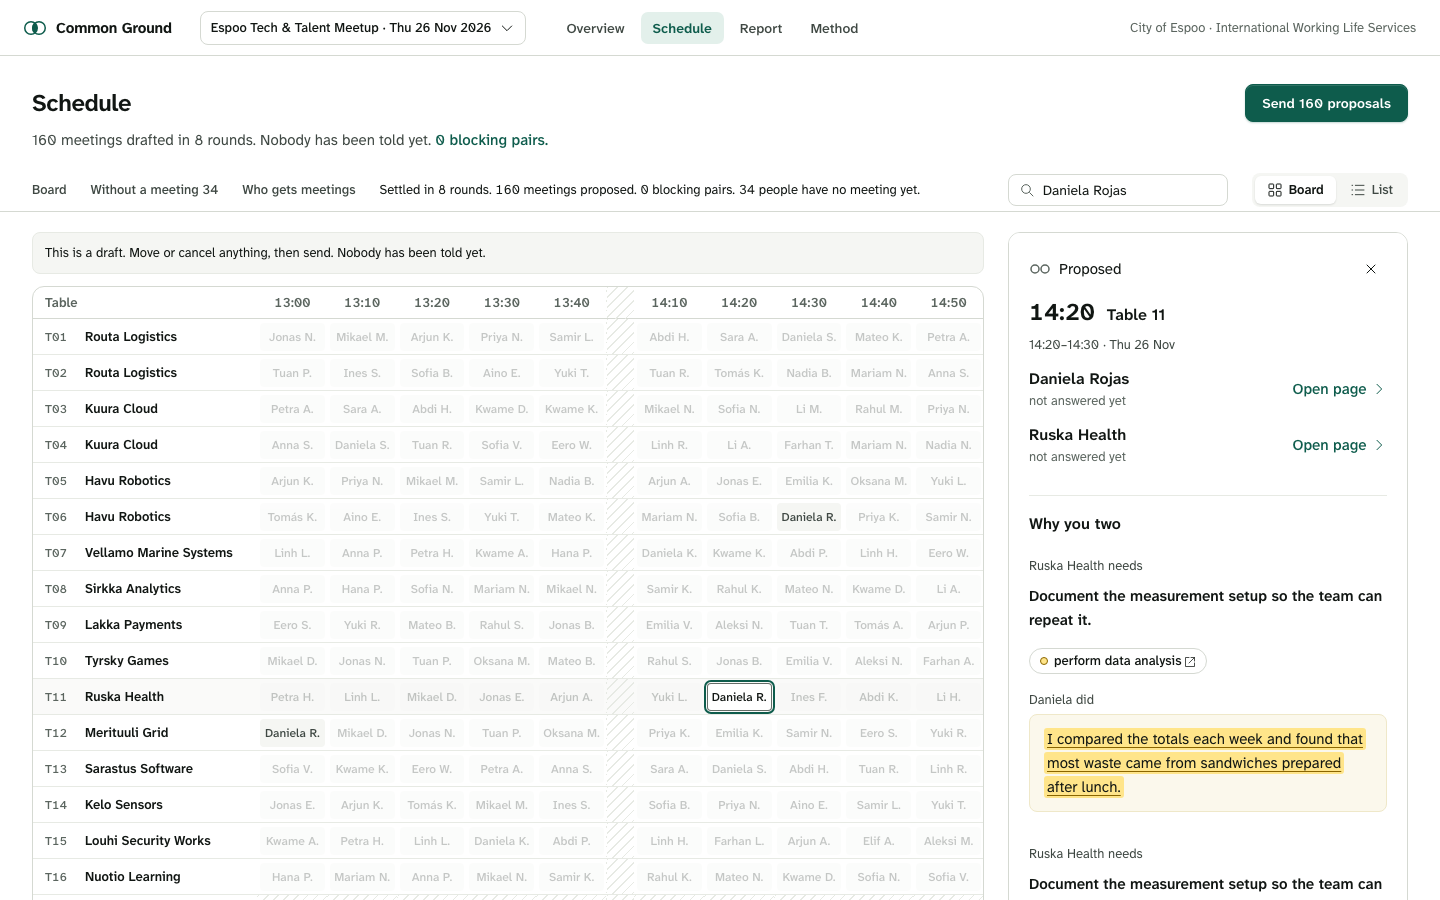 Common Ground
Espoo Tech & Talent Meetup · Thu 26 Nov 2026
Overview
Schedule
Report
Method
City of Espoo · International Working Life Services
Schedule
Send 160 proposals
160 meetings drafted in 8 rounds. Nobody has been told yet. 0 blocking pairs.
Board
Without a meeting 34
Who gets meetings
Settled in 8 rounds. 160 meetings proposed. 0 blocking pairs. 34 people have no meeting yet.
Daniela Rojas
Board
List
This is a draft. Move or cancel anything, then send. Nobody has been told yet.
Table 13:00 13:10 13:20 13:30 13:40 14:10 14:20 14:30 14:40 14:50
T01 Routa Logistics Jonas N. Mikael M. Arjun K. Priya N. Samir L. Abdi H. Sara A. Daniela S. Mateo K. Petra A.
T02 Routa Logistics Tuan P. Ines S. Sofia B. Aino E. Yuki T. Tuan R. Tomás K. Nadia B. Mariam N. Anna S.
T03 Kuura Cloud Petra A. Sara A. Abdi H. Kwame D. Kwame K. Mikael N. Sofia N. Li M. Rahul M. Priya N.
T04 Kuura Cloud Anna S. Daniela S. Tuan R. Sofia V. Eero W. Linh R. Li A. Farhan T. Mariam N. Nadia N.
T05 Havu Robotics Arjun K. Priya N. Mikael M. Samir L. Nadia B. Arjun A. Jonas E. Emilia K. Oksana M. Yuki L.
T06 Havu Robotics Tomás K. Aino E. Ines S. Yuki T. Mateo K. Mariam N. Sofia B. Daniela R. Priya K. Samir N.
T07 Vellamo Marine Systems Linh L. Anna P. Petra H. Kwame A. Hana P. Daniela K. Kwame K. Abdi P. Linh H. Eero W.
T08 Sirkka Analytics Anna P. Hana P. Sofia N. Mariam N. Mikael N. Samir K. Rahul K. Mateo N. Kwame D. Li A.
T09 Lakka Payments Eero S. Yuki R. Mateo B. Rahul S. Jonas B. Emilia V. Aleksi N. Tuan T. Tomás A. Arjun P.
T10 Tyrsky Games Mikael D. Jonas N. Tuan P. Oksana M. Mateo B. Rahul S. Jonas B. Emilia V. Aleksi N. Farhan A.
T11 Ruska Health Petra H. Linh L. Mikael D. Jonas E. Arjun A. Yuki L. Daniela R. Ines F. Abdi K. Li H.
T12 Merituuli Grid Daniela R. Mikael D. Jonas N. Tuan P. Oksana M. Priya K. Emilia K. Samir N. Eero S. Yuki R.
T13 Sarastus Software Sofia V. Kwame K. Eero W. Petra A. Anna S. Sara A. Daniela S. Abdi H. Tuan R. Linh R.
T14 Kelo Sensors Jonas E. Arjun K. Tomás K. Mikael M. Ines S. Sofia B. Priya N. Aino E. Samir L. Yuki T.
T15 Louhi Security Works Kwame A. Petra H. Linh L. Daniela K. Abdi P. Linh H. Farhan L. Arjun A. Elif A. Aleksi M.
T16 Nuotio Learning Hana P. Mariam N. Anna P. Mikael N. Samir K. Rahul K. Mateo N. Kwame D. Sofia N. Sofia V.
Proposed
14:20 Table 11
14:20–14:30 · Thu 26 Nov
Daniela Rojas
not answered yet
Open page
Ruska Health
not answered yet
Open page
Why you two
Ruska Health needs
Document the measurement setup so the team can
repeat it.
perform data analysis
Daniela did
I compared the totals each week and found that
most waste came from sandwiches prepared
after lunch.
Ruska Health needs
Document the measurement setup so the team can